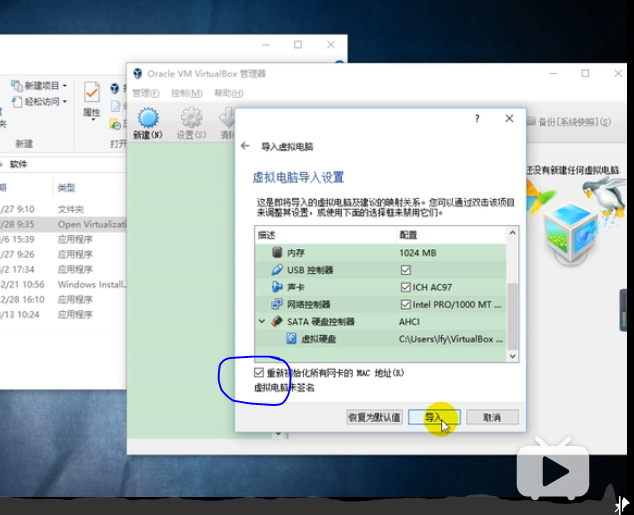 新建项目
轻松访问
新建
属性
打开
软件
类型
/27 9:10 文件夹
/28 9:35 Open Virtualizati
/6 15:39 应用程序
/27 9:26 应用程序
/2 17:34 应用程序
/21 10:56 Windows Install..
/28 16:10 应用程序
/13 10:24 应用程序
Oracle VM VirtualBox 管理器
管理(F) 控制(M) 帮助(H)
新建(N) 设置(S) 清除
备份[系统快照](S)
还没有新建任何虚拟电脑
?
导入虚拟电脑
虚拟电脑导入设置
这是即将导入的虚拟电脑及建议的映射关系。您可以通过双击该项目
来调整其设置，或使用下面的选择框来禁用它们。
描述 配置
内存 1024 MB
USB 控制器
声卡 ICH AC97
网络控制器 Intel PRO/1000 MT ...
SATA 硬盘控制器 AHCI
虚拟硬盘 C:\Users\lfy\VirtualBox ...
重新初始化所有网卡的 MAC 地址(R)
虚拟电脑未签名
恢复为默认值 导入 取消